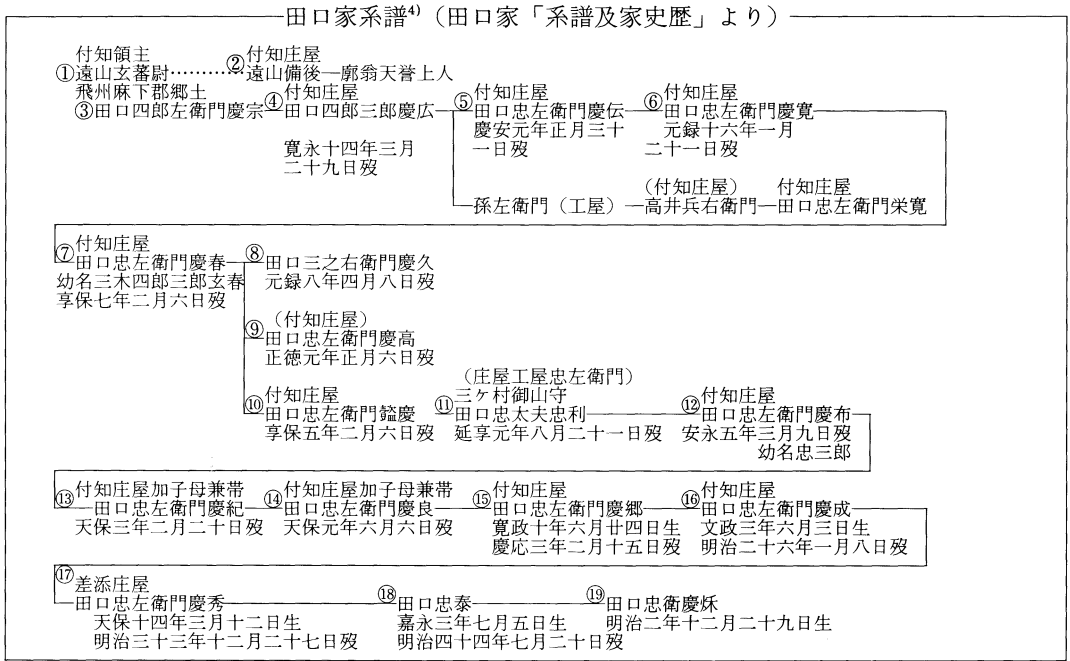 田口家系譜4)（田口家「系譜及家史歴」より）
付知領主
①遠山玄蕃尉…………②付知庄屋
遠山備後―廓翁天誉上人
飛州麻下郡郷士
③田口四郎左衛門慶宗
④付知庄屋
田口四郎三郎慶広
寛永十四年三月
二十九日歿
⑤付知庄屋
田口忠左衛門慶伝
慶安元年正月三十
一日歿
⑥付知庄屋
田口忠左衛門慶寛
元録十六年一月
二十一日歿
孫左衛門（工屋）―
（付知庄屋）
高井兵右衛門―
付知庄屋
田口忠左衛門栄寛
⑦付知庄屋
田口忠左衛門慶春
幼名三木四郎三郎玄春
享保七年二月六日歿
⑧田口三之右衛門慶久
元録八年四月八日歿
⑨（付知庄屋）
田口忠左衛門慶高
正徳元年正月六日歿
⑩付知庄屋
田口忠左衛門鎰慶
享保五年二月六日歿
（庄屋工屋忠左衛門）
⑪三ヶ村御山守
田口忠太夫忠利
延享元年八月二十一日歿
⑫付知庄屋
田口忠左衛門慶布
安永五年三月九日歿
幼名忠三郎
⑬付知庄屋加子母兼帯
田口忠左衛門慶紀
天保三年二月二十日歿
⑭付知庄屋加子母兼帯
田口忠左衛門慶良
天保元年六月六日歿
⑮付知庄屋
田口忠左衛門慶郷
寛政十年六月廿四日生
慶応三年二月十五日歿
⑯付知庄屋
田口忠左衛門慶成
文政三年六月三日生
明治二十六年一月八日歿
⑰差添庄屋
田口忠左衛門慶秀
天保十四年三月十二日生
明治三十三年十二月二十七日歿
⑱田口忠泰
嘉永三年七月五日生
明治四十四年七月二十日歿
⑲田口忠衛慶烁
明治二年十二月二十九日生